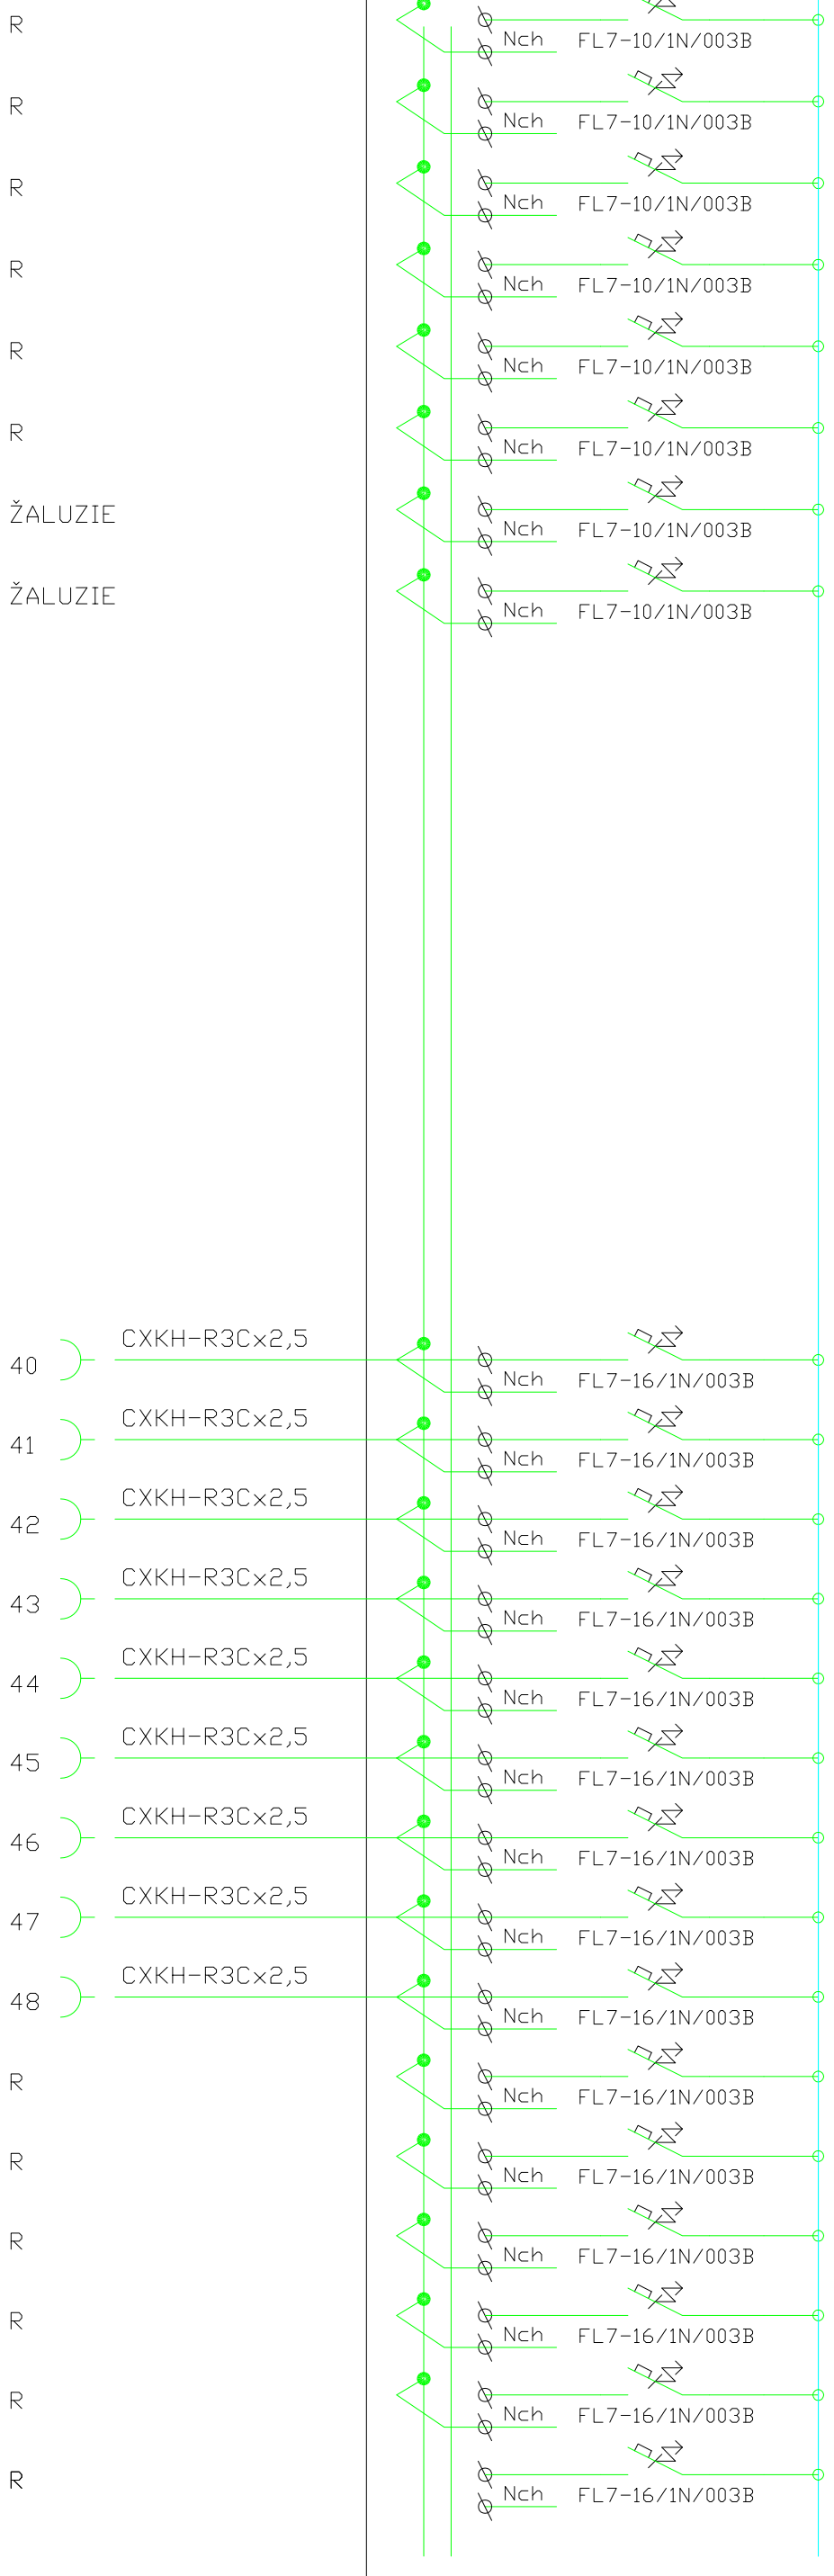 R
Nch FL7-10/1N/003B
R
Nch FL7-10/1N/003B
R
Nch FL7-10/1N/003B
R
Nch FL7-10/1N/003B
R
Nch FL7-10/1N/003B
R
Nch FL7-10/1N/003B
ŽALUZIE
Nch FL7-10/1N/003B
ŽALUZIE
Nch FL7-10/1N/003B
CXKH-R3Cx2,5
40
Nch FL7-16/1N/003B
CXKH-R3Cx2,5
41
Nch FL7-16/1N/003B
CXKH-R3Cx2,5
42
Nch FL7-16/1N/003B
CXKH-R3Cx2,5
43
Nch FL7-16/1N/003B
CXKH-R3Cx2,5
44
Nch FL7-16/1N/003B
CXKH-R3Cx2,5
45
Nch FL7-16/1N/003B
CXKH-R3Cx2,5
46
Nch FL7-16/1N/003B
CXKH-R3Cx2,5
47
Nch FL7-16/1N/003B
CXKH-R3Cx2,5
48
Nch FL7-16/1N/003B
R
Nch FL7-16/1N/003B
R
Nch FL7-16/1N/003B
R
Nch FL7-16/1N/003B
R
Nch FL7-16/1N/003B
R
Nch FL7-16/1N/003B
R
Nch FL7-16/1N/003B